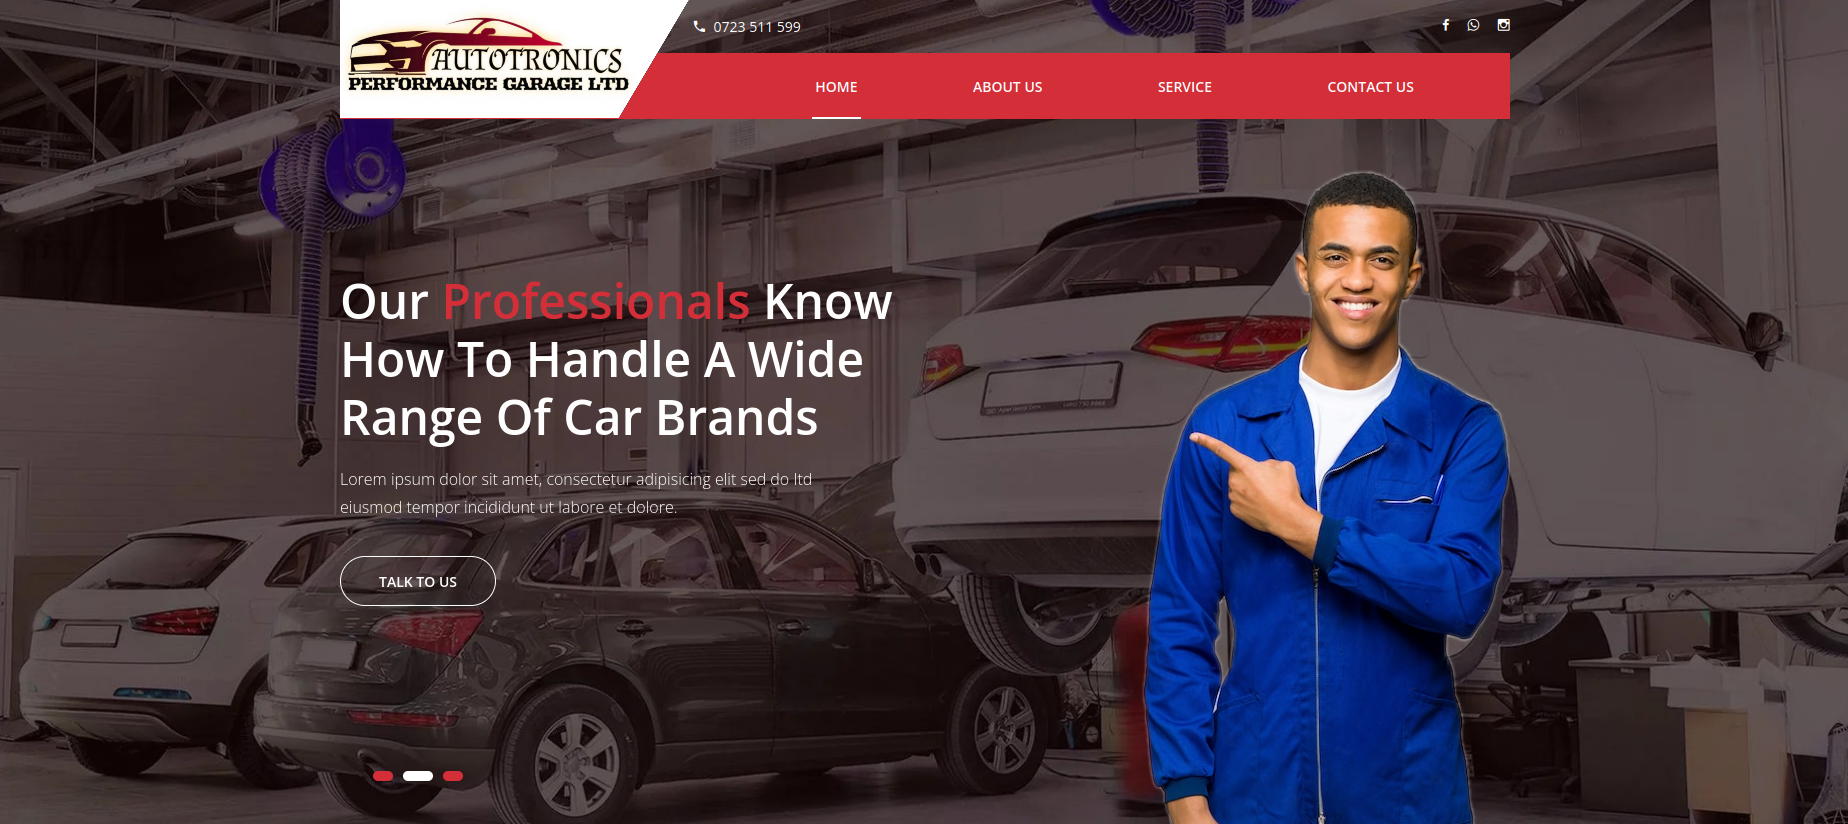 AUTOTRONICS
PERFORMANCE GARAGE LTD
0723 511 599
HOME
ABOUT US
SERVICE
CONTACT US
Our Professionals Know
How To Handle A Wide
Range Of Car Brands
Lorem ipsum dolor sit amet, consectetur adipisicing elit sed do ltd
eiusmod tempor incididunt ut labore et dolore.
TALK TO US